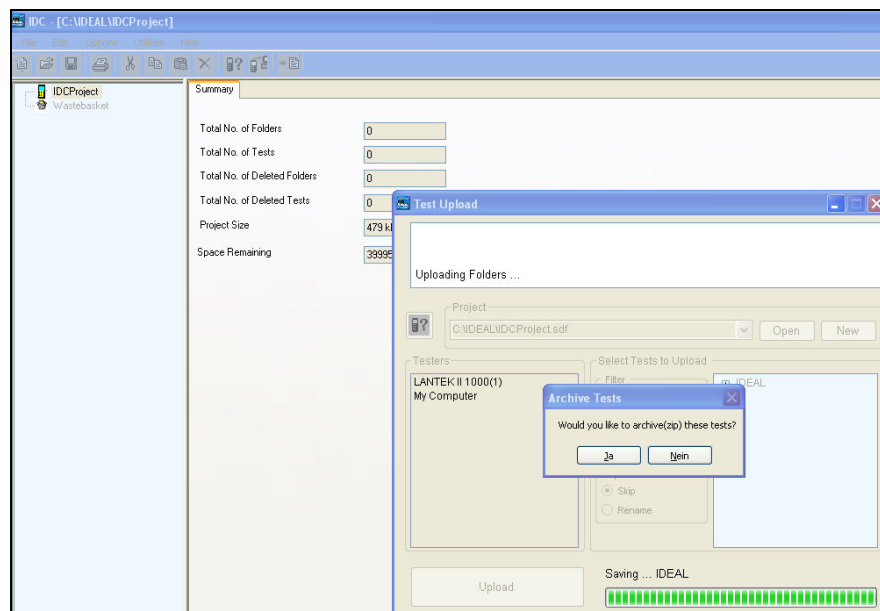 IDC - [C:\IDEAL\IDCProject]
File Edit Options Utilities Help
IDCProject
Wastebasket
Summary
Total No. of Folders 0
Total No. of Tests 0
Total No. of Deleted Folders 0
Total No. of Deleted Tests 0
Project Size 479
Space Remaining 39995
Test Upload
Uploading Folders ...
Project
C:\IDEAL\IDCProject.sdf
Open New
Testers
LANTEK II 1000(1)
My Computer
Select Tests to Upload
Filter
IDEAL
Archive Tests
Would you like to archive(zip) these tests?
Ja Nein
Skip
Rename
Upload
Saving ... IDEAL